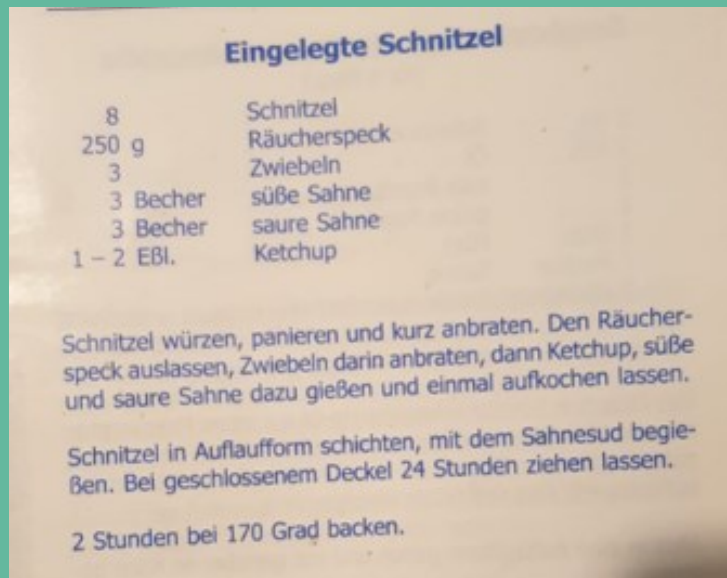 Eingelegte Schnitzel
8 Schnitzel
250 g Räucherspeck
3 Zwiebeln
3 Becher süße Sahne
3 Becher saure Sahne
1 – 2 Eßl. Ketchup
Schnitzel würzen, panieren und kurz anbraten. Den Räucher-
speck auslassen, Zwiebeln darin anbraten, dann Ketchup, süße
und saure Sahne dazu gießen und einmal aufkochen lassen.
Schnitzel in Auflaufform schichten, mit dem Sahnesud begie-
ßen. Bei geschlossenem Deckel 24 Stunden ziehen lassen.
2 Stunden bei 170 Grad backen.